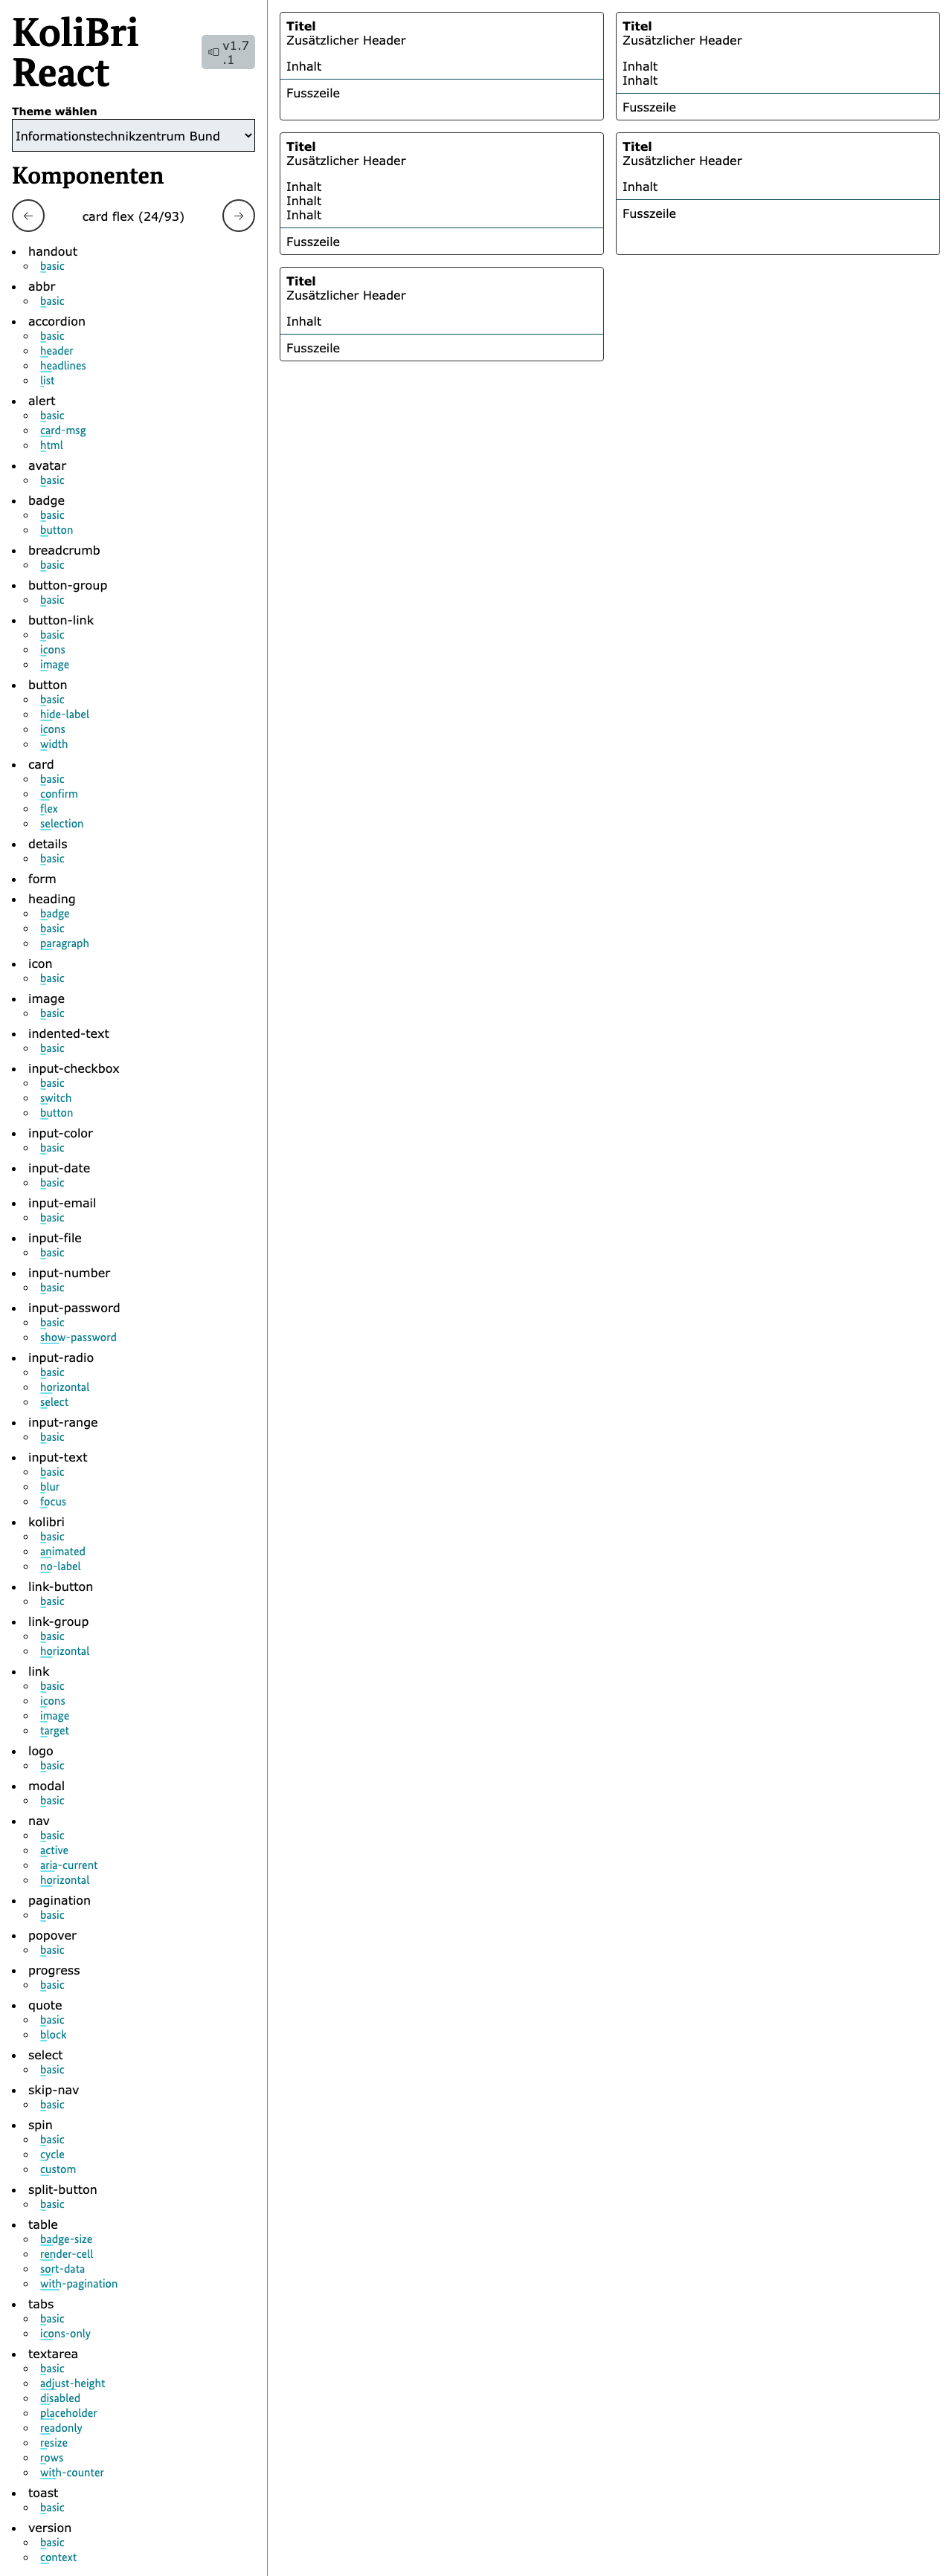 KoliBri
React
v1.7
.1
Theme wählen
Informationstechnikzentrum Bund
Komponenten
card flex (24/93)
handout
basic
abbr
basic
accordion
basic
header
headlines
list
alert
basic
card-msg
html
avatar
basic
badge
basic
button
breadcrumb
basic
button-group
basic
button-link
basic
icons
image
button
basic
hide-label
icons
width
card
basic
confirm
flex
selection
details
basic
form
heading
badge
basic
paragraph
icon
basic
image
basic
indented-text
basic
input-checkbox
basic
switch
button
input-color
basic
input-date
basic
input-email
basic
input-file
basic
input-number
basic
input-password
basic
show-password
input-radio
basic
horizontal
select
input-range
basic
input-text
basic
blur
focus
kolibri
basic
animated
no-label
link-button
basic
link-group
basic
horizontal
link
basic
icons
image
target
logo
basic
modal
basic
nav
basic
active
aria-current
horizontal
pagination
basic
popover
basic
progress
basic
quote
basic
block
select
basic
skip-nav
basic
spin
basic
cycle
custom
split-button
basic
table
badge-size
render-cell
sort-data
with-pagination
tabs
basic
icons-only
textarea
basic
adjust-height
disabled
placeholder
readonly
resize
rows
with-counter
toast
basic
version
basic
context
Titel
Zusätzlicher Header
Inhalt
Fusszeile
Titel
Zusätzlicher Header
Inhalt
Inhalt
Fusszeile
Titel
Zusätzlicher Header
Inhalt
Inhalt
Inhalt
Fusszeile
Titel
Zusätzlicher Header
Inhalt
Fusszeile
Titel
Zusätzlicher Header
Inhalt
Fusszeile